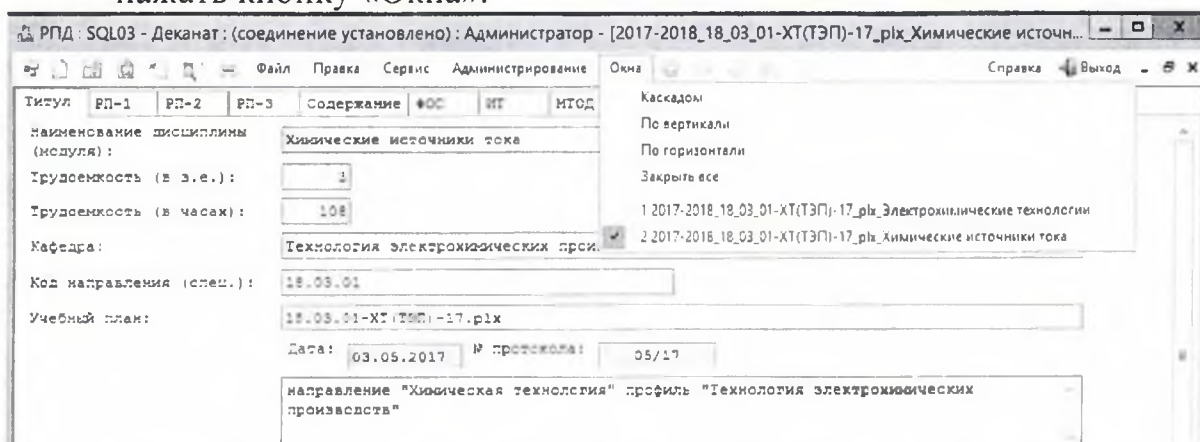 нажать кнопку «Окна».
РПД : SQL03 - Деканат ; (соединение установлено) : Администратор - [2017-2018_18_03_01-ХТ(ТЭП)-17_plx_Химические источн...
Файл Правка Сервис Администрирование Окна Справка Выход
Титул РП-1 РП-2 РП-3 Содержание ФОС МТ МТОД
Каскадом
По вертикали
По горизонтали
Закрыть все
1 2017-2018_18_03_01-ХТ(ТЭП)-17_plx_Электрохимические технологии
2 2017-2018_18_03_01-ХТ(ТЭП)-17_plx_Химические источники тока
Наименование дисциплины (модуля): Химические источники тока
Трудоемкость (в з.е.): 3
Трудоемкость (в часах): 108
Кафедра: Технология электрохимических прои
Код направления (спец.): 18.03.01
Учебный план: 18.03.01-ХТ(ТЭП)-17.plx
Дата: 03.05.2017 № протокола: 05/17
направление "Химическая технология" профиль "Технология электрохимических
производств"